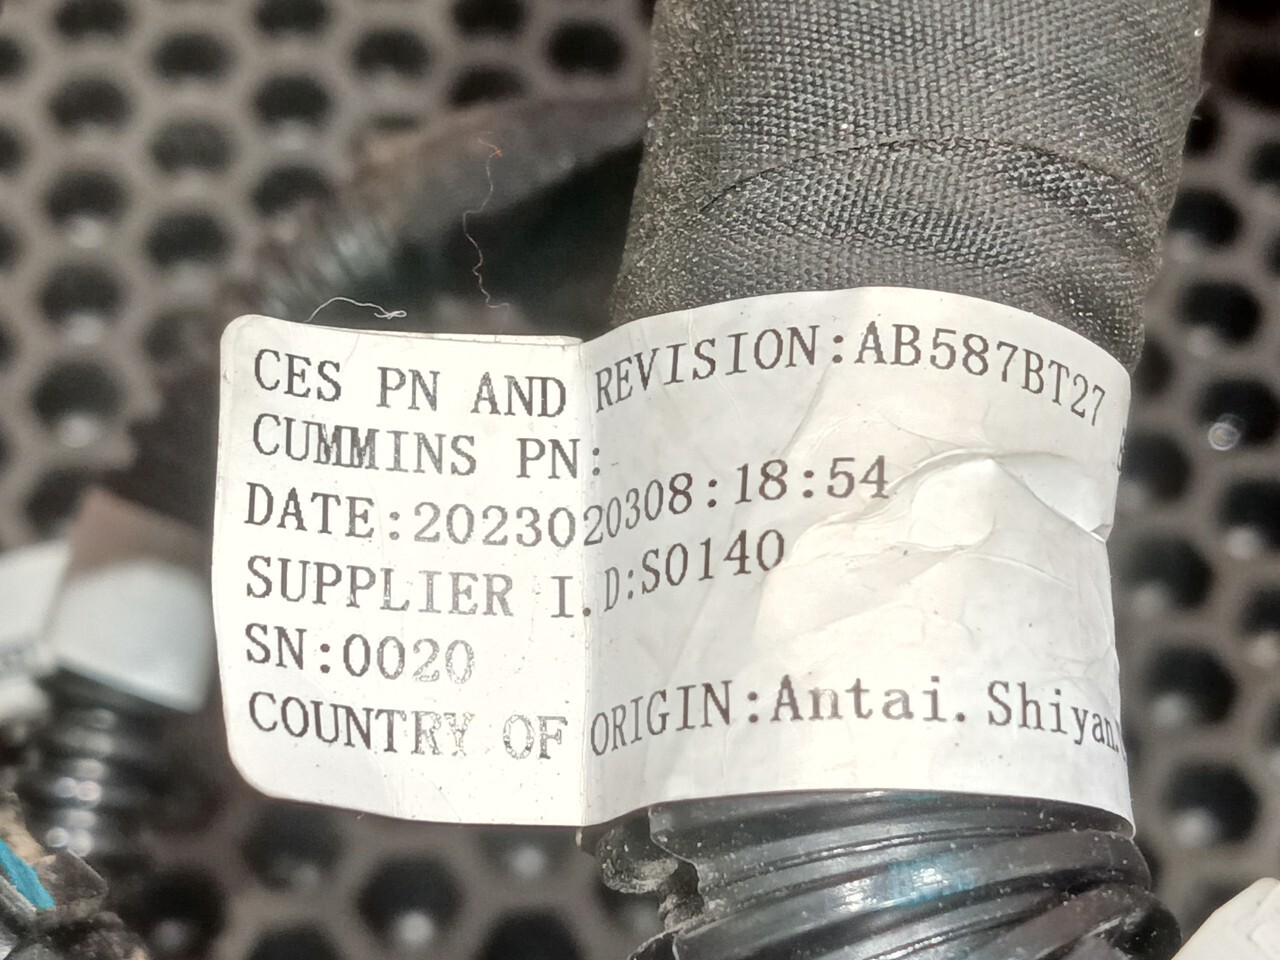 CES PN AND REVISION:AB587BT27
CUMMINS PN:
DATE:2023020308:18:54
SUPPLIER I.D:S0140
SN:0020
COUNTRY OF ORIGIN:Antai.Shiyan.